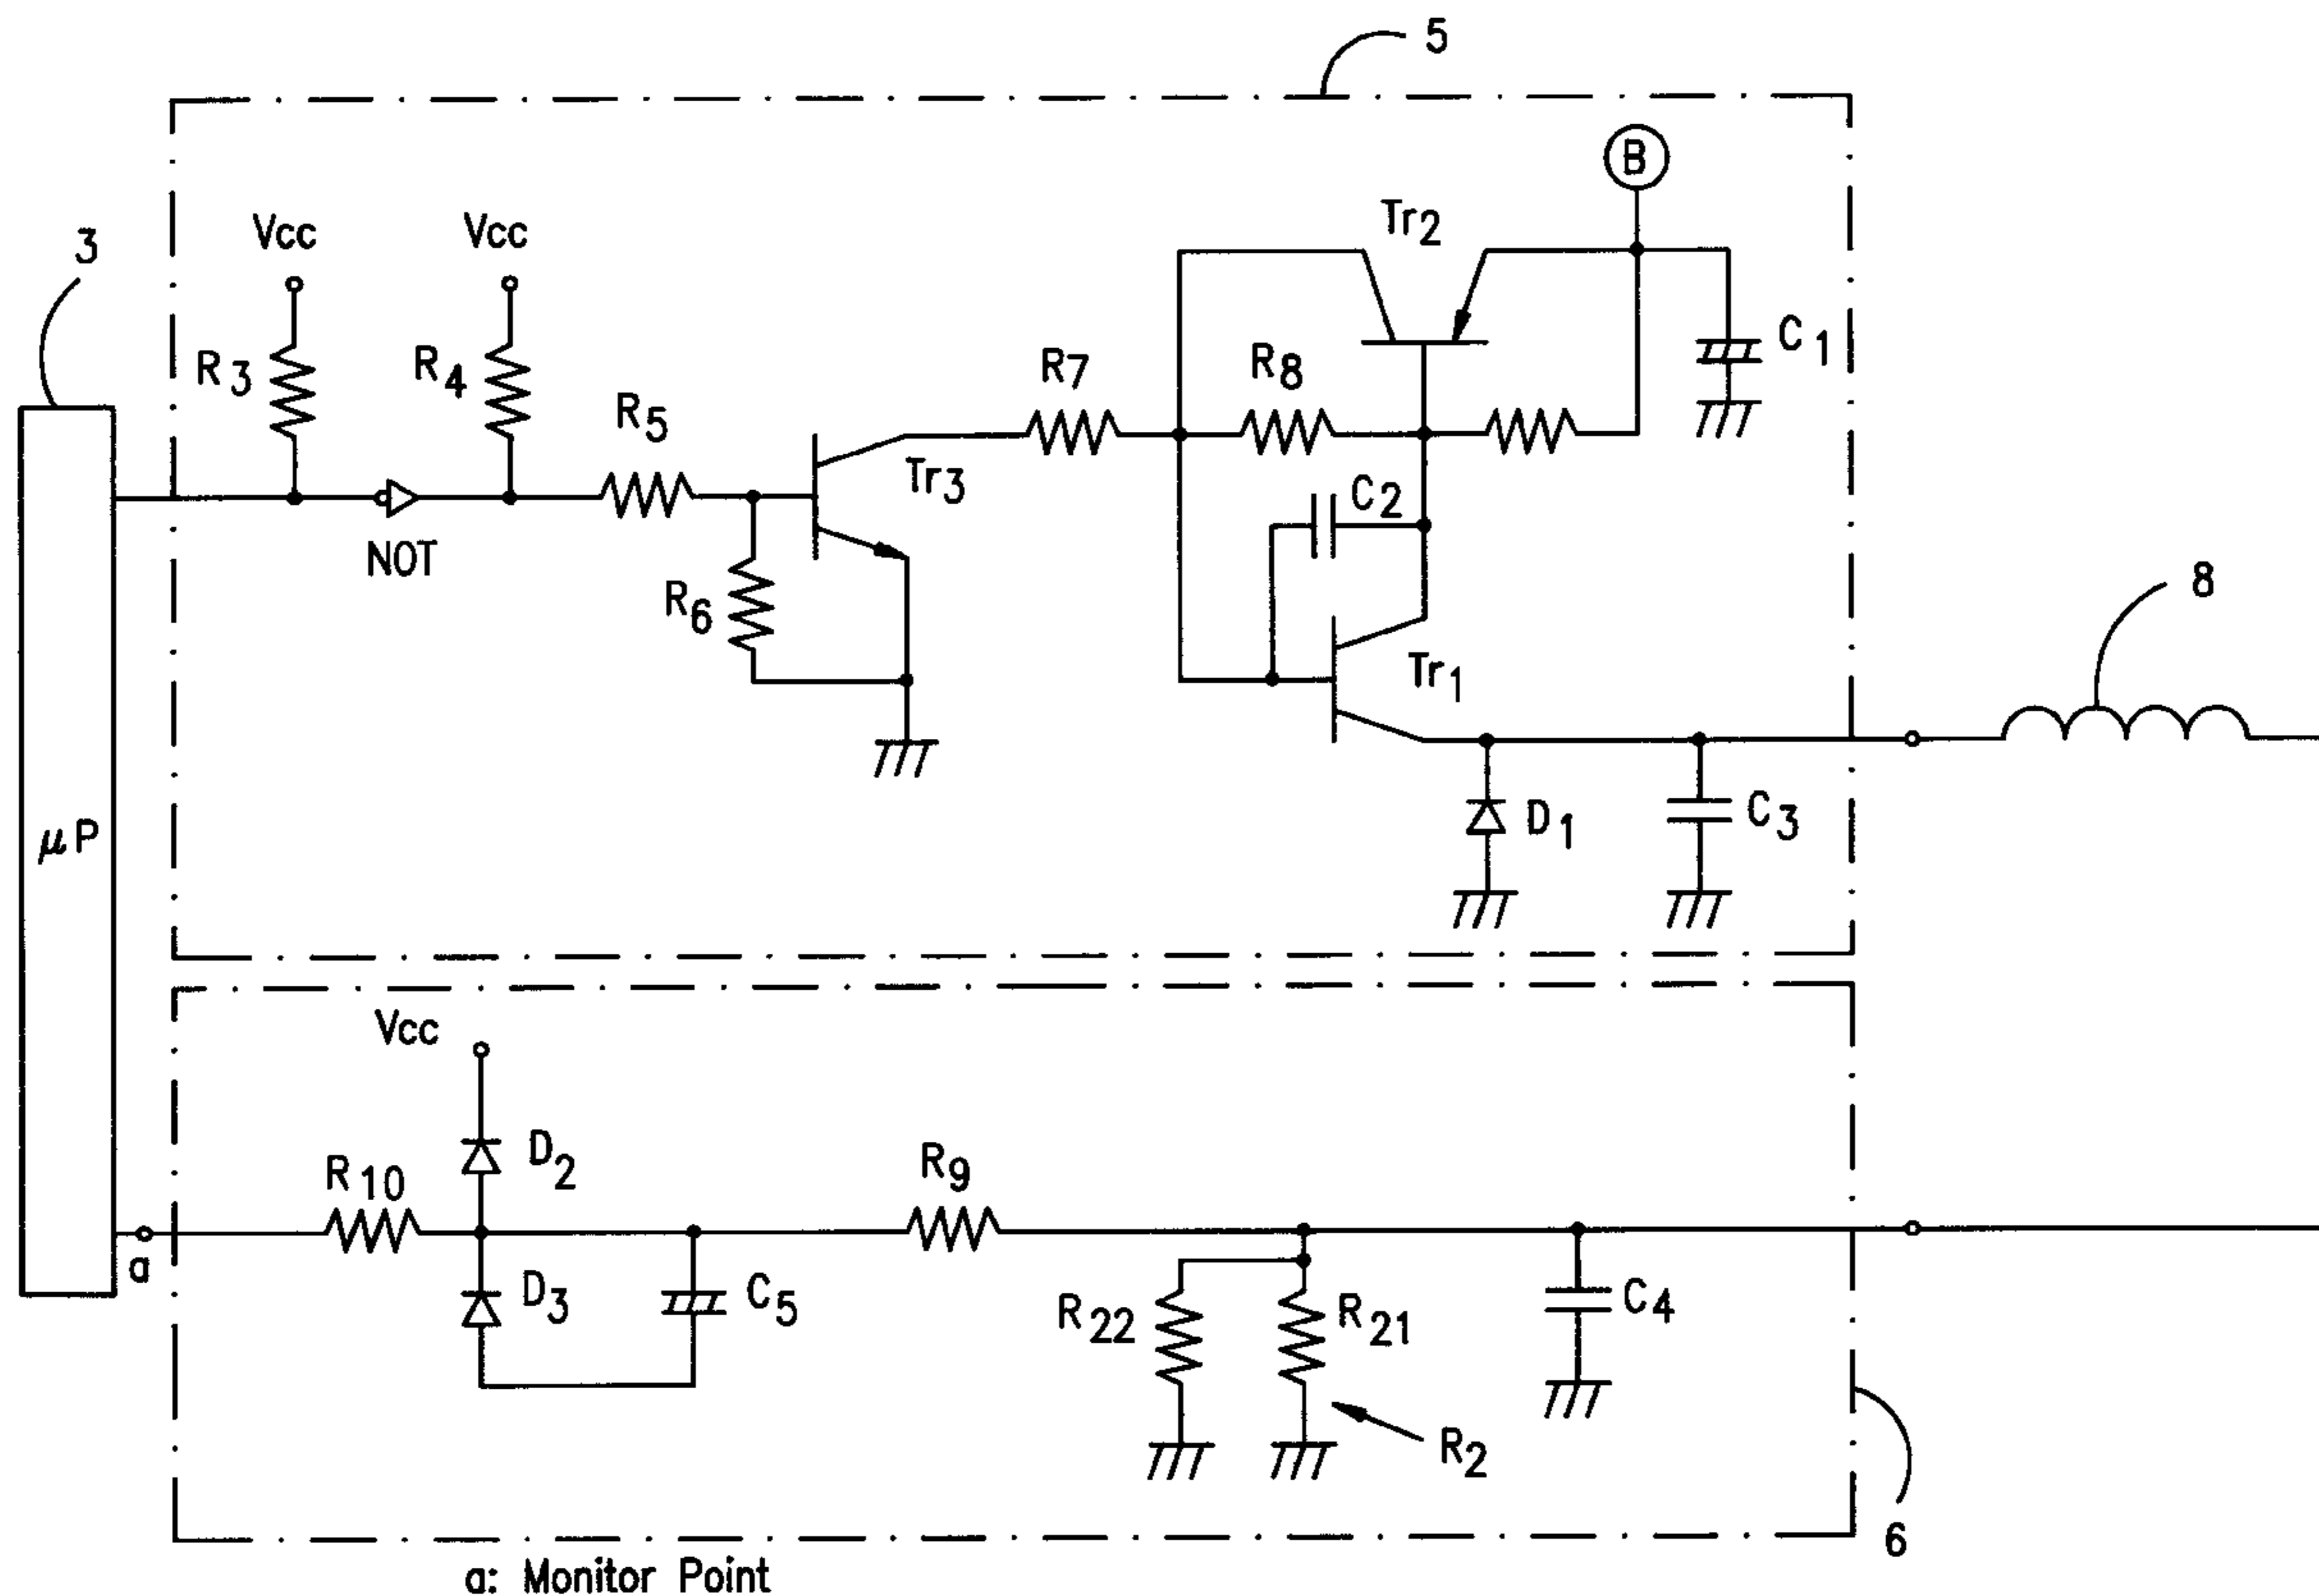 5
B
Tr2
Vcc
Vcc
3
C1
R3
R4
R7
R8
R5
Tr3
C2
NOT
R6
8
Tr1
D1
C3
μP
Vcc
D2
R10
R9
a
D3
C5
R22
R21
C4
R2
6
a: Monitor Point